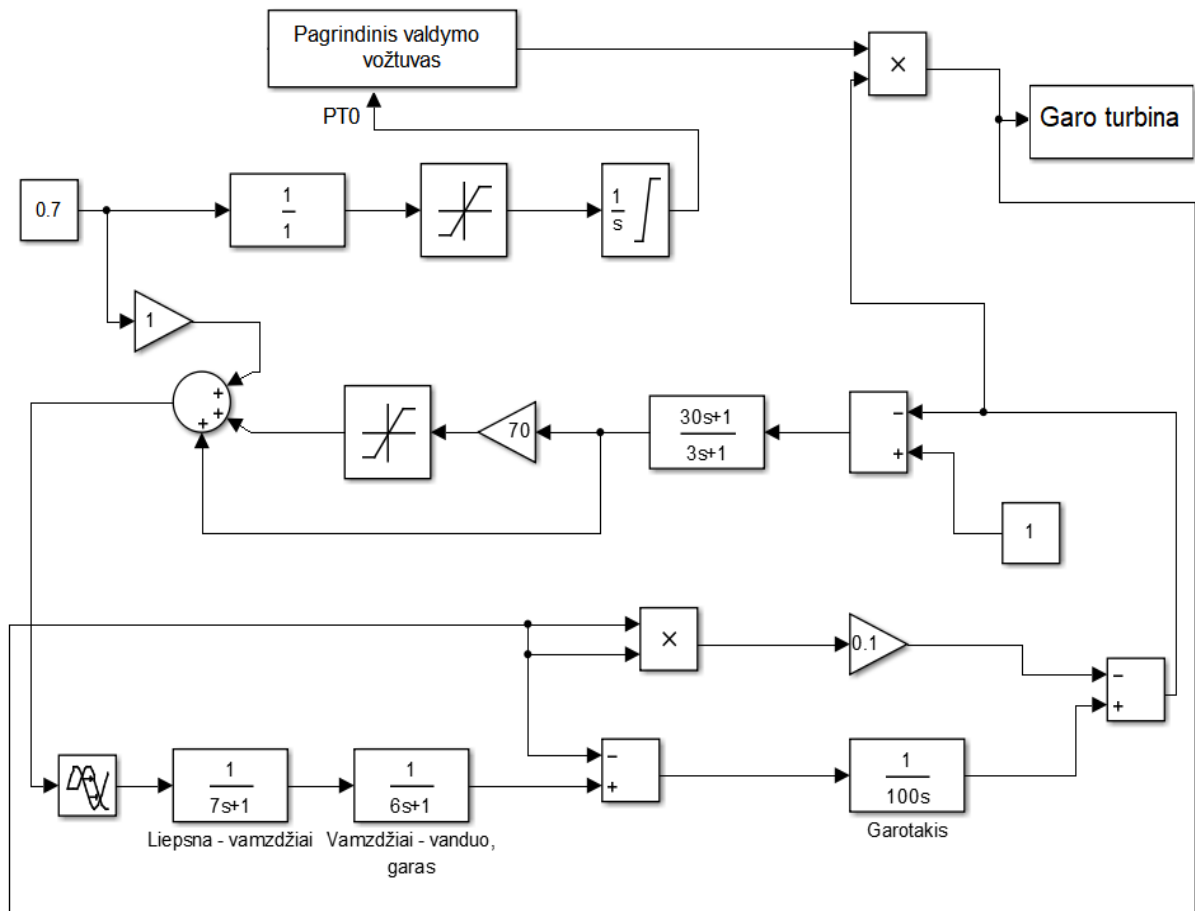 Pagrindinis valdymo
vožtuvas
×
PT0
Garo turbina
0.7
1
1
1
s
1
+
+
+
70
30s+1
3s+1
−
+
1
×
0.1
−
+
1
7s+1
Liepsna - vamzdžiai
1
6s+1
Vamzdžiai - vanduo,
garas
−
+
1
100s
Garotakis